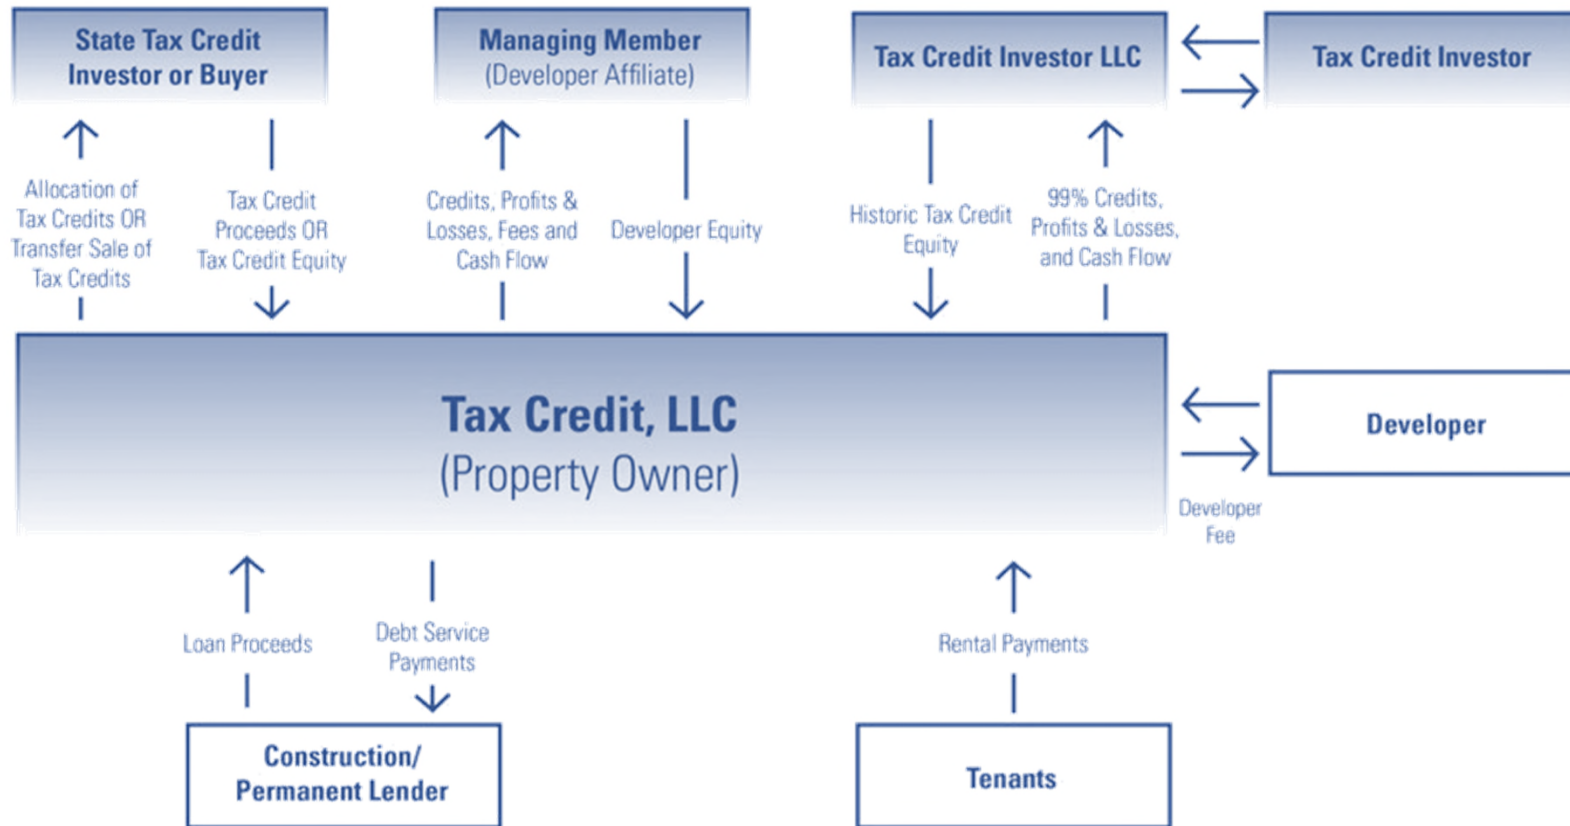 State Tax Credit
Investor or Buyer
Managing Member
(Developer Affiliate)
Tax Credit Investor LLC
Tax Credit Investor
Allocation of
Tax Credits OR
Transfer Sale of
Tax Credits
Tax Credit
Proceeds OR
Tax Credit Equity
Credits, Profits &
Losses, Fees and
Cash Flow
Developer Equity
Historic Tax Credit
Equity
99% Credits,
Profits & Losses,
and Cash Flow
Tax Credit, LLC
(Property Owner)
Developer
Developer
Fee
Loan Proceeds
Debt Service
Payments
Rental Payments
Construction/
Permanent Lender
Tenants